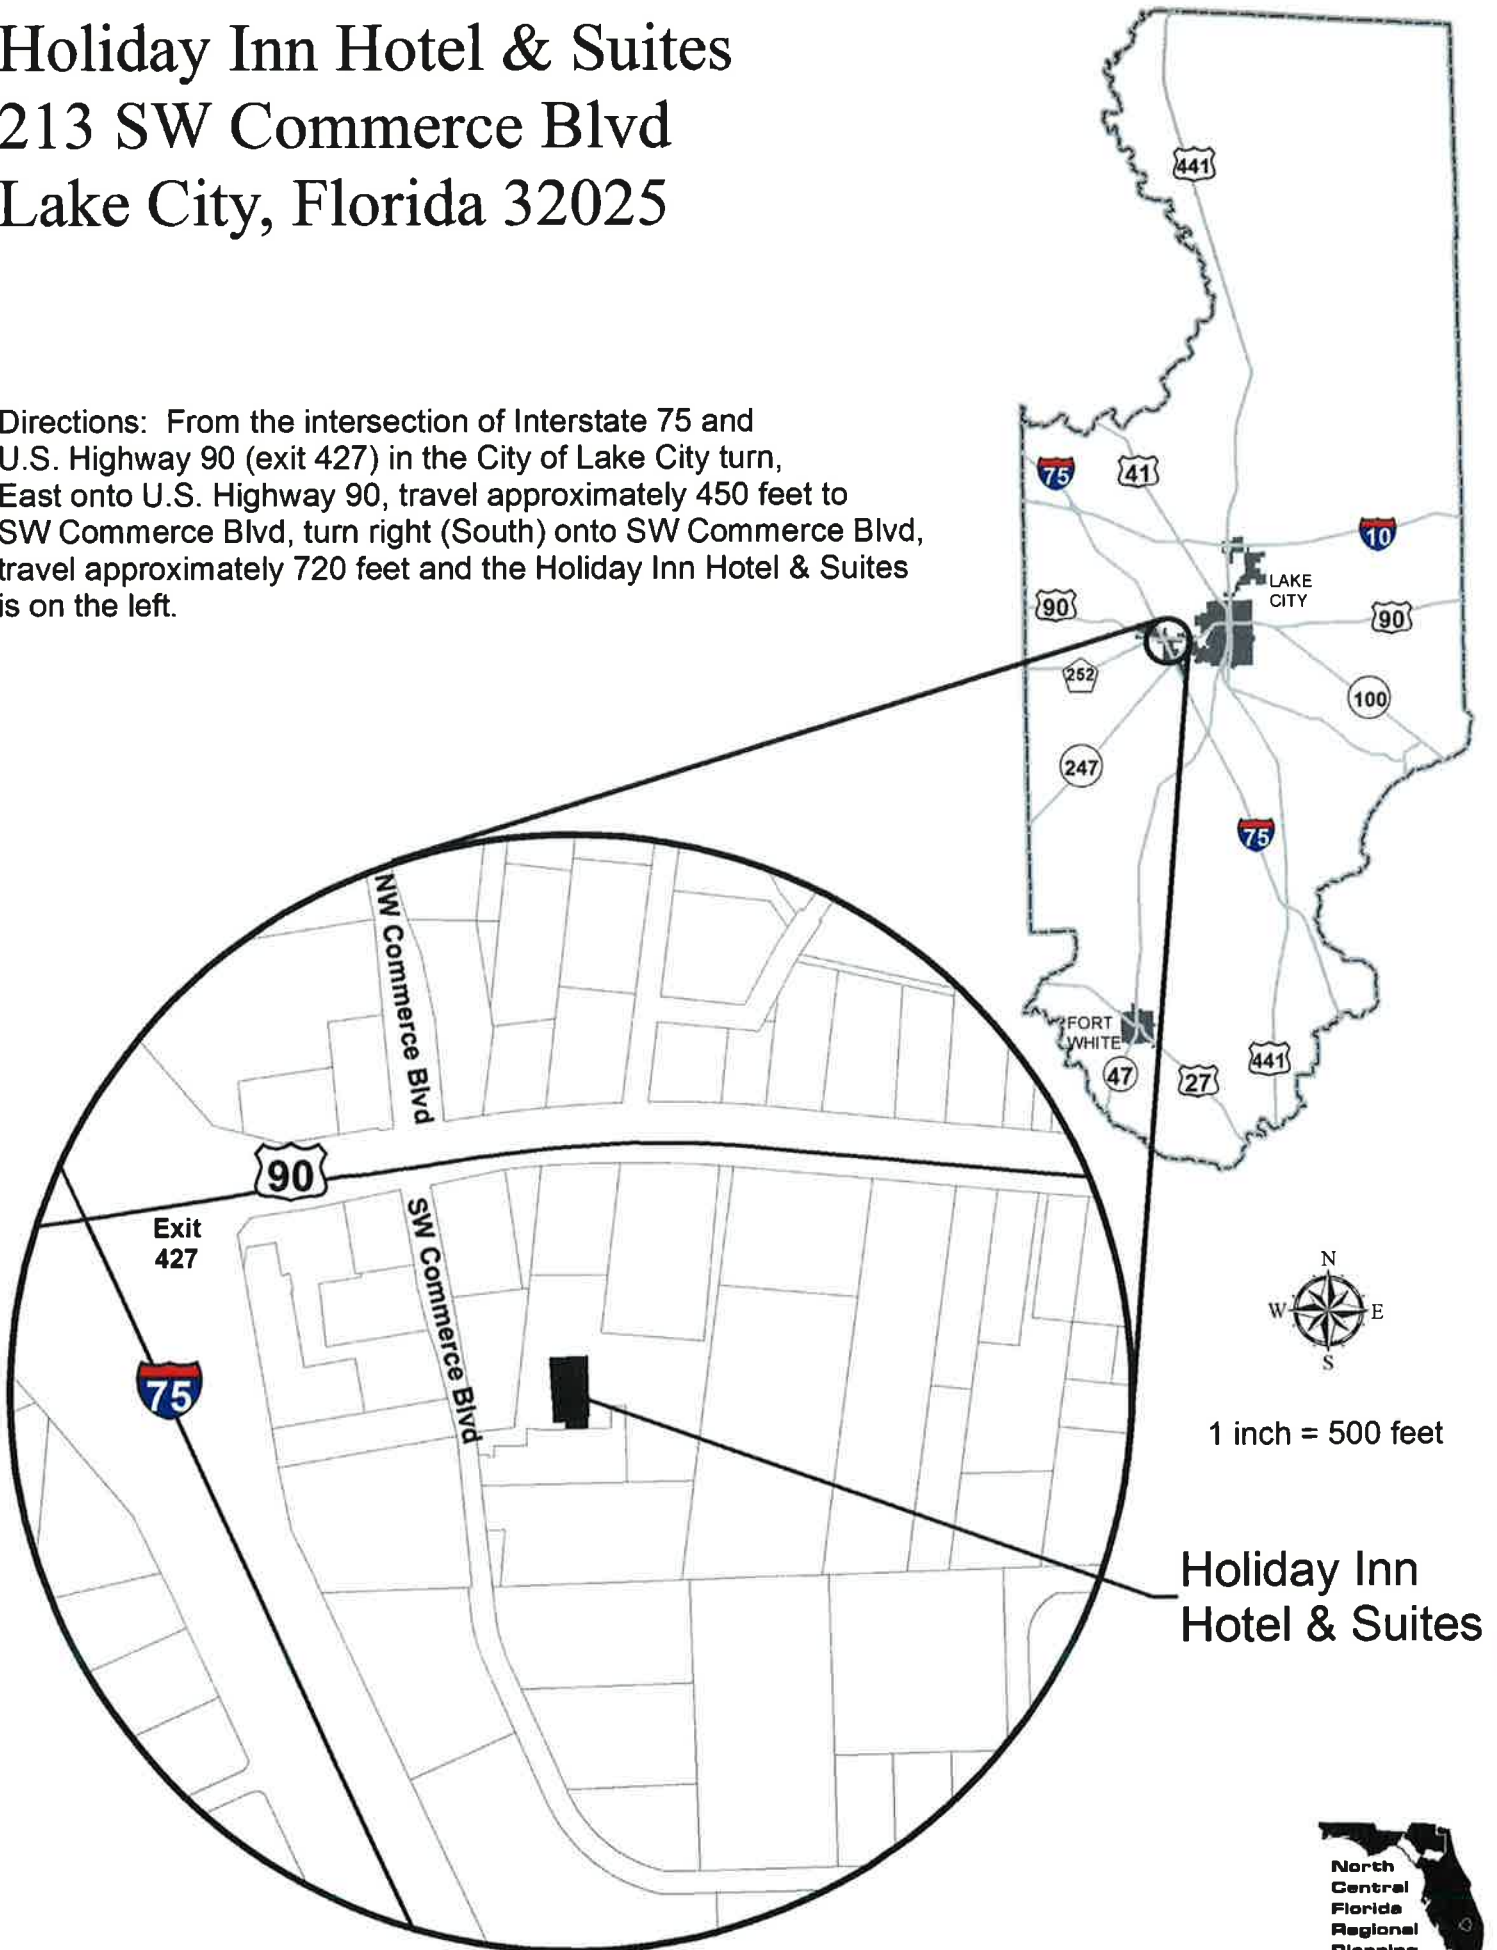 Holiday Inn Hotel & Suites
213 SW Commerce Blvd
Lake City, Florida 32025
Directions: From the intersection of Interstate 75 and
U.S. Highway 90 (exit 427) in the City of Lake City turn,
East onto U.S. Highway 90, travel approximately 450 feet to
SW Commerce Blvd, turn right (South) onto SW Commerce Blvd,
travel approximately 720 feet and the Holiday Inn Hotel & Suites
is on the left.
441
75
41
10
LAKE
CITY
90
90
252
100
247
75
FORT
WHITE
47
27
441
NW Commerce Blvd
90
Exit
427
SW Commerce Blvd
75
N
W
E
S
1 inch = 500 feet
Holiday Inn
Hotel & Suites
North
Central
Florida
Regional
Planning